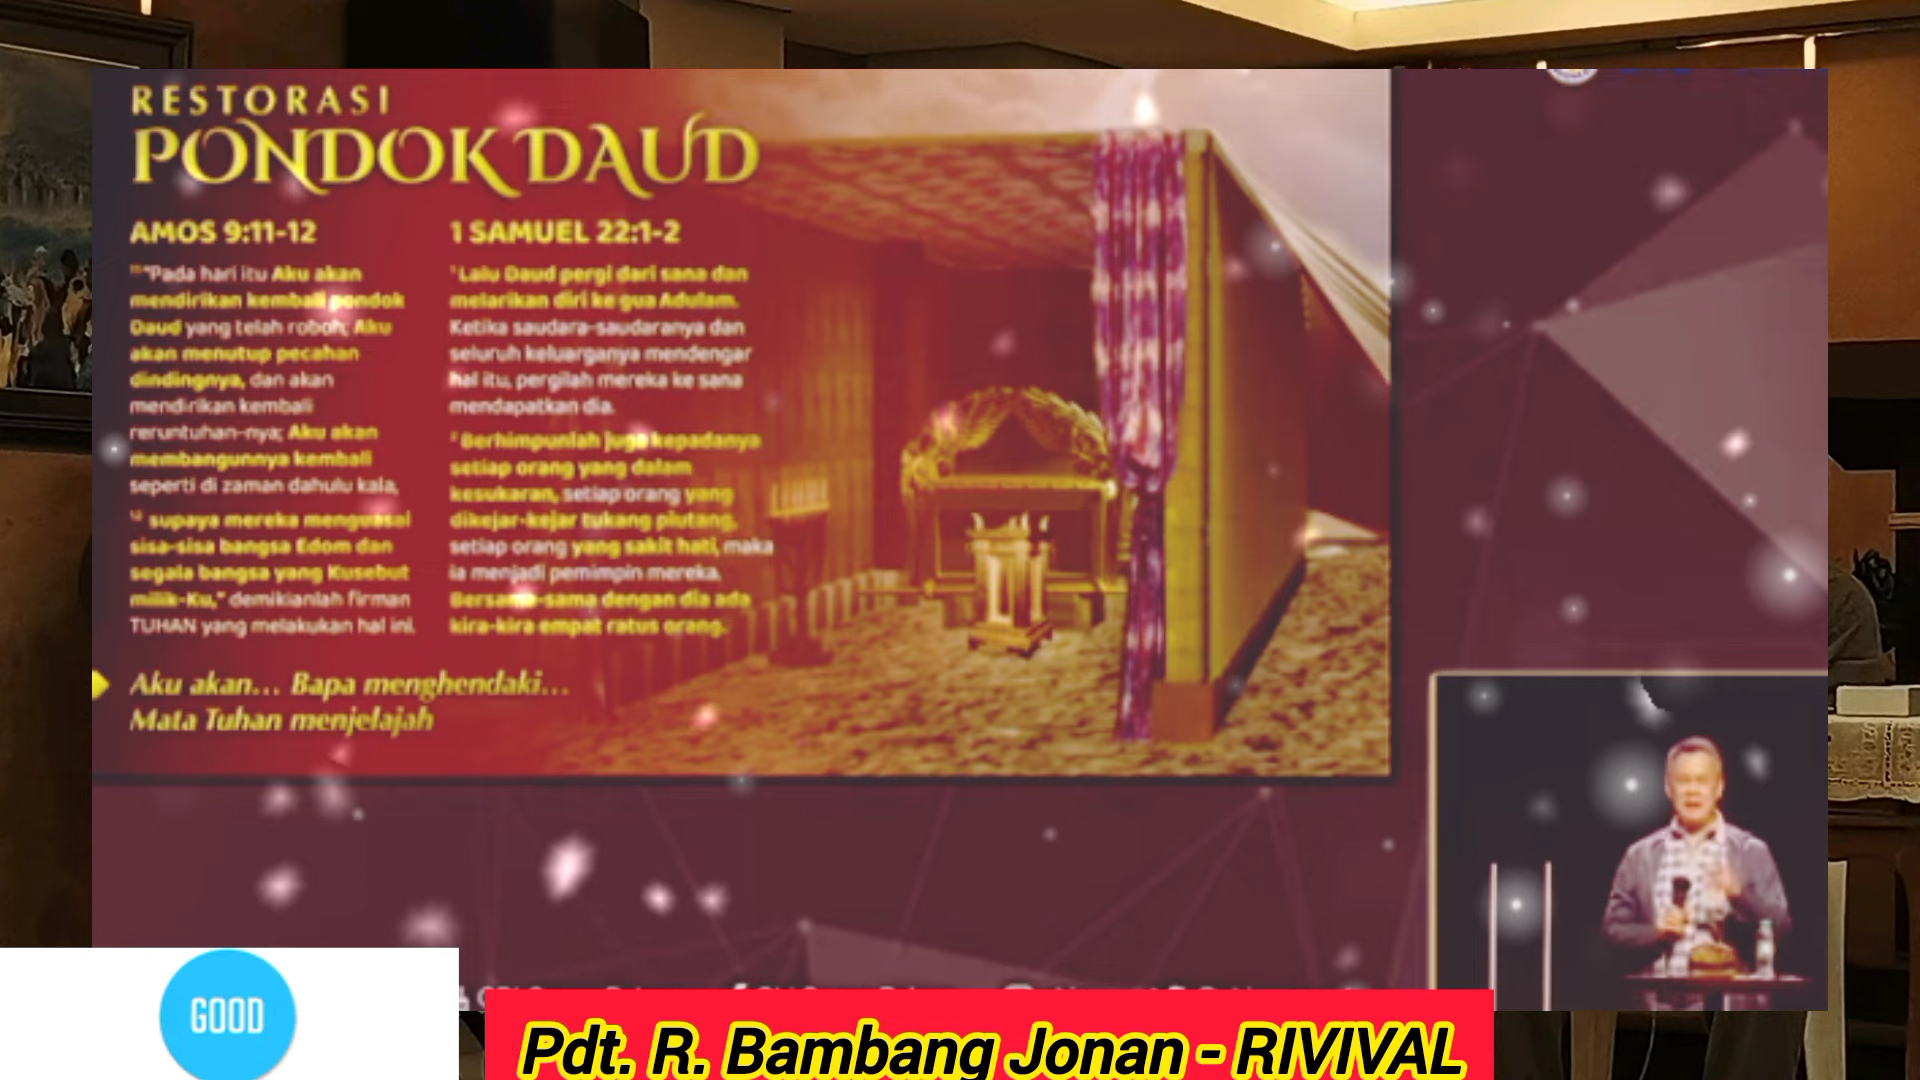 RESTORASI
PONDOK DAUD
AMOS 9:11-12
11 "Pada hari itu Aku akan
mendirikan kembali pondok
Daud yang telah roboh; Aku
akan menutup pecahan
dindingnya, dan akan
mendirikan kembali
reruntuhan-nya; Aku akan
membangunnya kembali
seperti di zaman dahulu kala,
12 supaya mereka menguasai
sisa-sisa bangsa Edom dan
segala bangsa yang Kusebut
milik-Ku," demikianlah firman
TUHAN yang melakukan hal ini.
1 SAMUEL 22:1-2
1 Lalu Daud pergi dari sana dan
melarikan diri ke gua Adulam.
Ketika saudara-saudaranya dan
seluruh keluarganya mendengar
hal itu, pergilah mereka ke sana
mendapatkan dia.
2 Berhimpunlah juga kepadanya
setiap orang yang dalam
kesukaran, setiap orang yang
dikejar-kejar tukang piutang,
setiap orang yang sakit hati, maka
ia menjadi pemimpin mereka.
Bersama-sama dengan dia ada
kira-kira empat ratus orang.
Aku akan... Bapa menghendaki...
Mata Tuhan menjelajah
GOOD
Pdt. R. Bambang Jonan - RIVIVAL